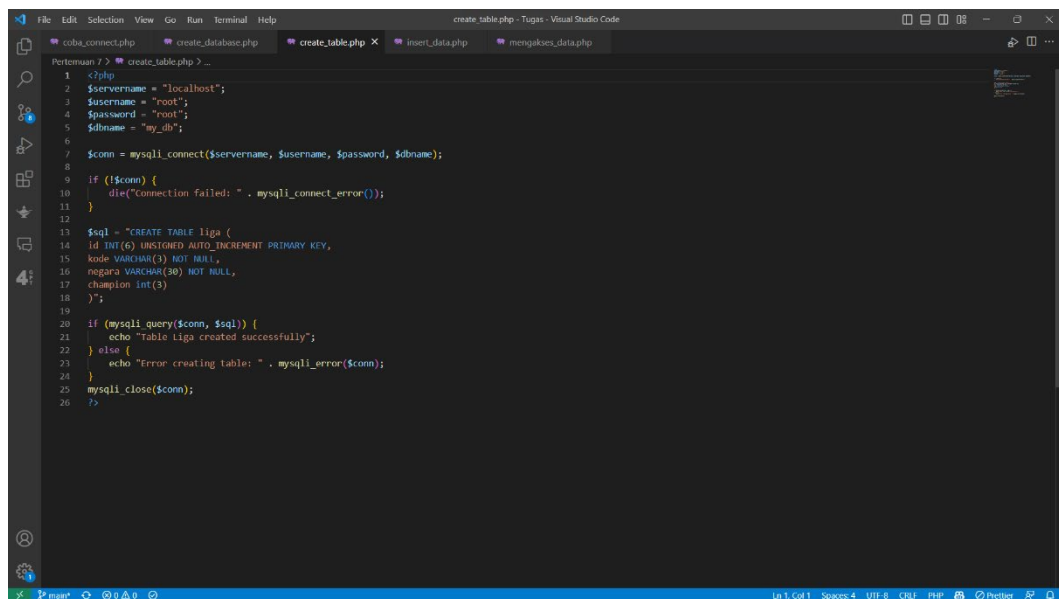 File Edit Selection View Go Run Terminal Help create_table.php - Tugas - Visual Studio Code
coba_connect.php create_database.php create_table.php insert_data.php mengakses_data.php
Pertemuan 7 > create_table.php > ...
1 <?php
2 $servername = "localhost";
3 $username = "root";
4 $password = "root";
5 $dbname = "my_db";
6
7 $conn = mysqli_connect($servername, $username, $password, $dbname);
8
9 if (!$conn) {
10     die("Connection failed: " . mysqli_connect_error());
11 }
12
13 $sql = "CREATE TABLE liga (
14 id INT(6) UNSIGNED AUTO_INCREMENT PRIMARY KEY,
15 kode VARCHAR(3) NOT NULL,
16 negara VARCHAR(30) NOT NULL,
17 champion int(3)
18 )";
19
20 if (mysqli_query($conn, $sql)) {
21     echo "Table Liga created successfully";
22 } else {
23     echo "Error creating table: " . mysqli_error($conn);
24 }
25 mysqli_close($conn);
26 ?>
main* 0 0 Ln 1, Col 1 Spaces: 4 UTF-8 CRLF PHP Prettier